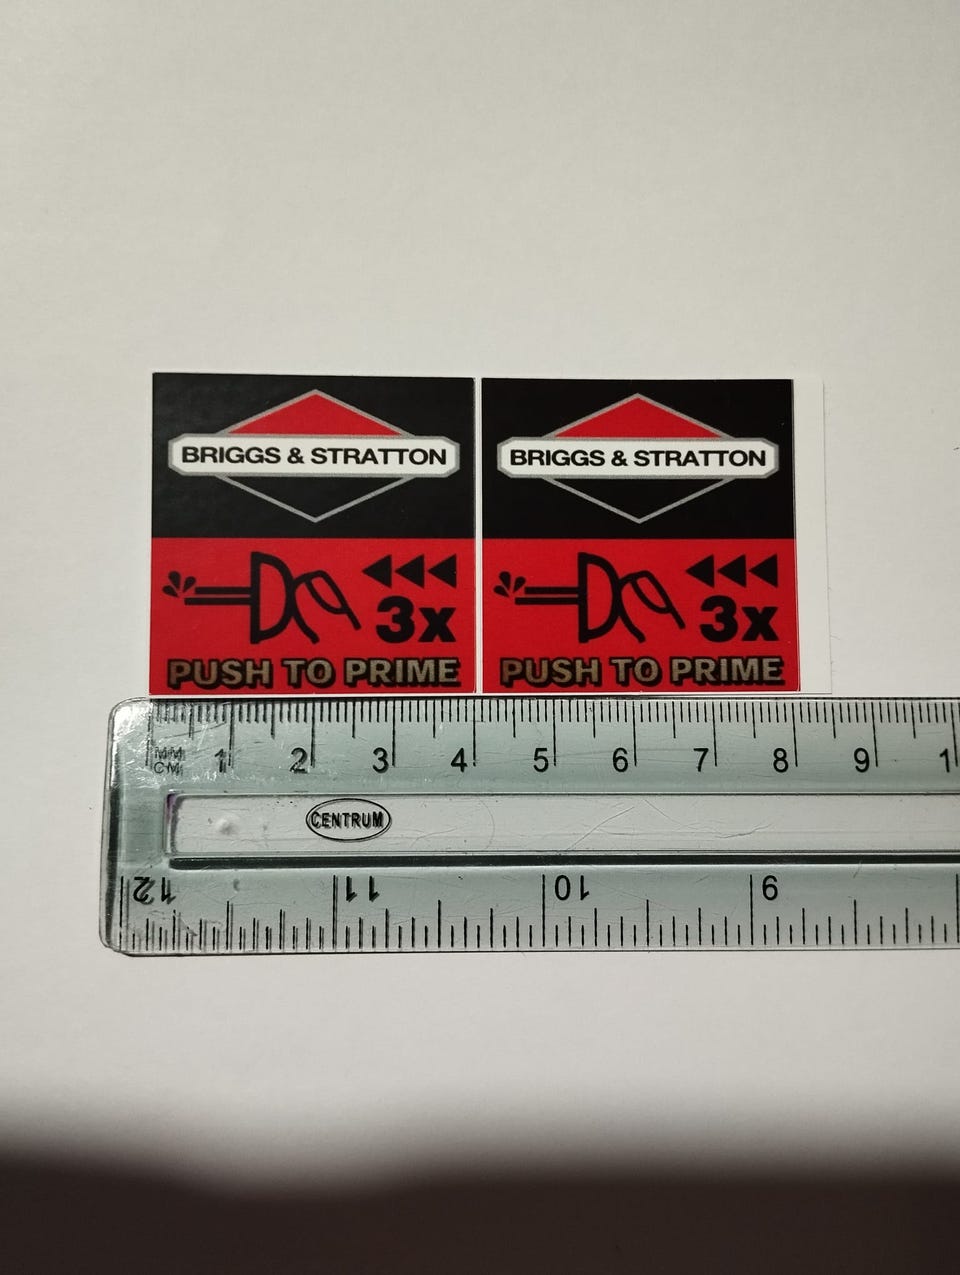 BRIGGS & STRATTON
3x
PUSH TO PRIME
BRIGGS & STRATTON
3x
PUSH TO PRIME
MM
CM
1 2 3 4 5 6 7 8 9 1
CENTRUM
12 11 10 9